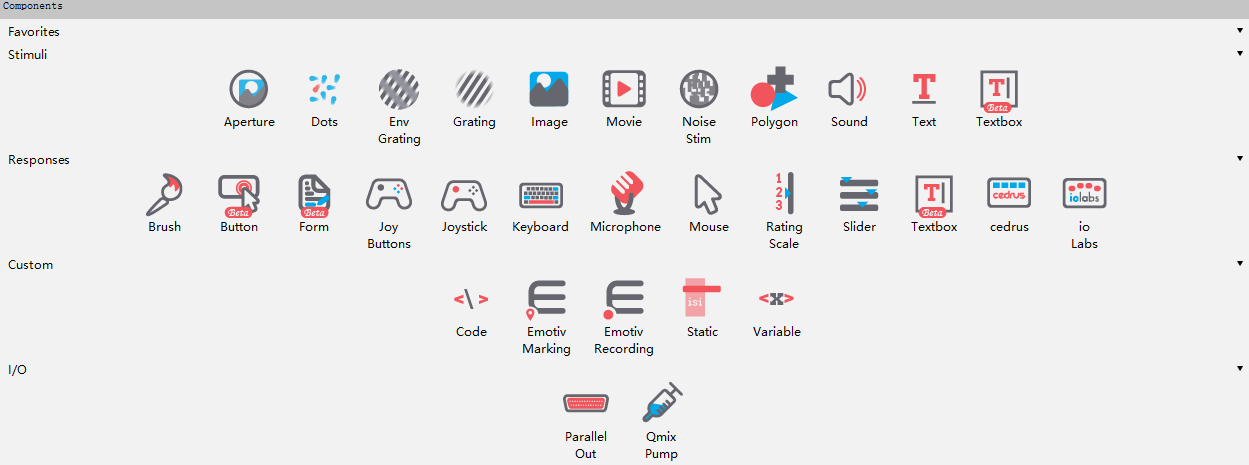 Components
Favorites
Stimuli
T
T
Beta
Aperture Dots Env Grating Image Movie Noise Polygon Sound Text Textbox
Grating Stim
Responses
1
2
3
T
cedrus
iolabs
Beta
Beta
Beta
Brush Button Form Joy Joystick Keyboard Microphone Mouse Rating Slider Textbox cedrus io
Buttons Scale Labs
Custom
<\> isi <x>
Code Emotiv Emotiv Static Variable
Marking Recording
I/O
Parallel Qmix
Out Pump